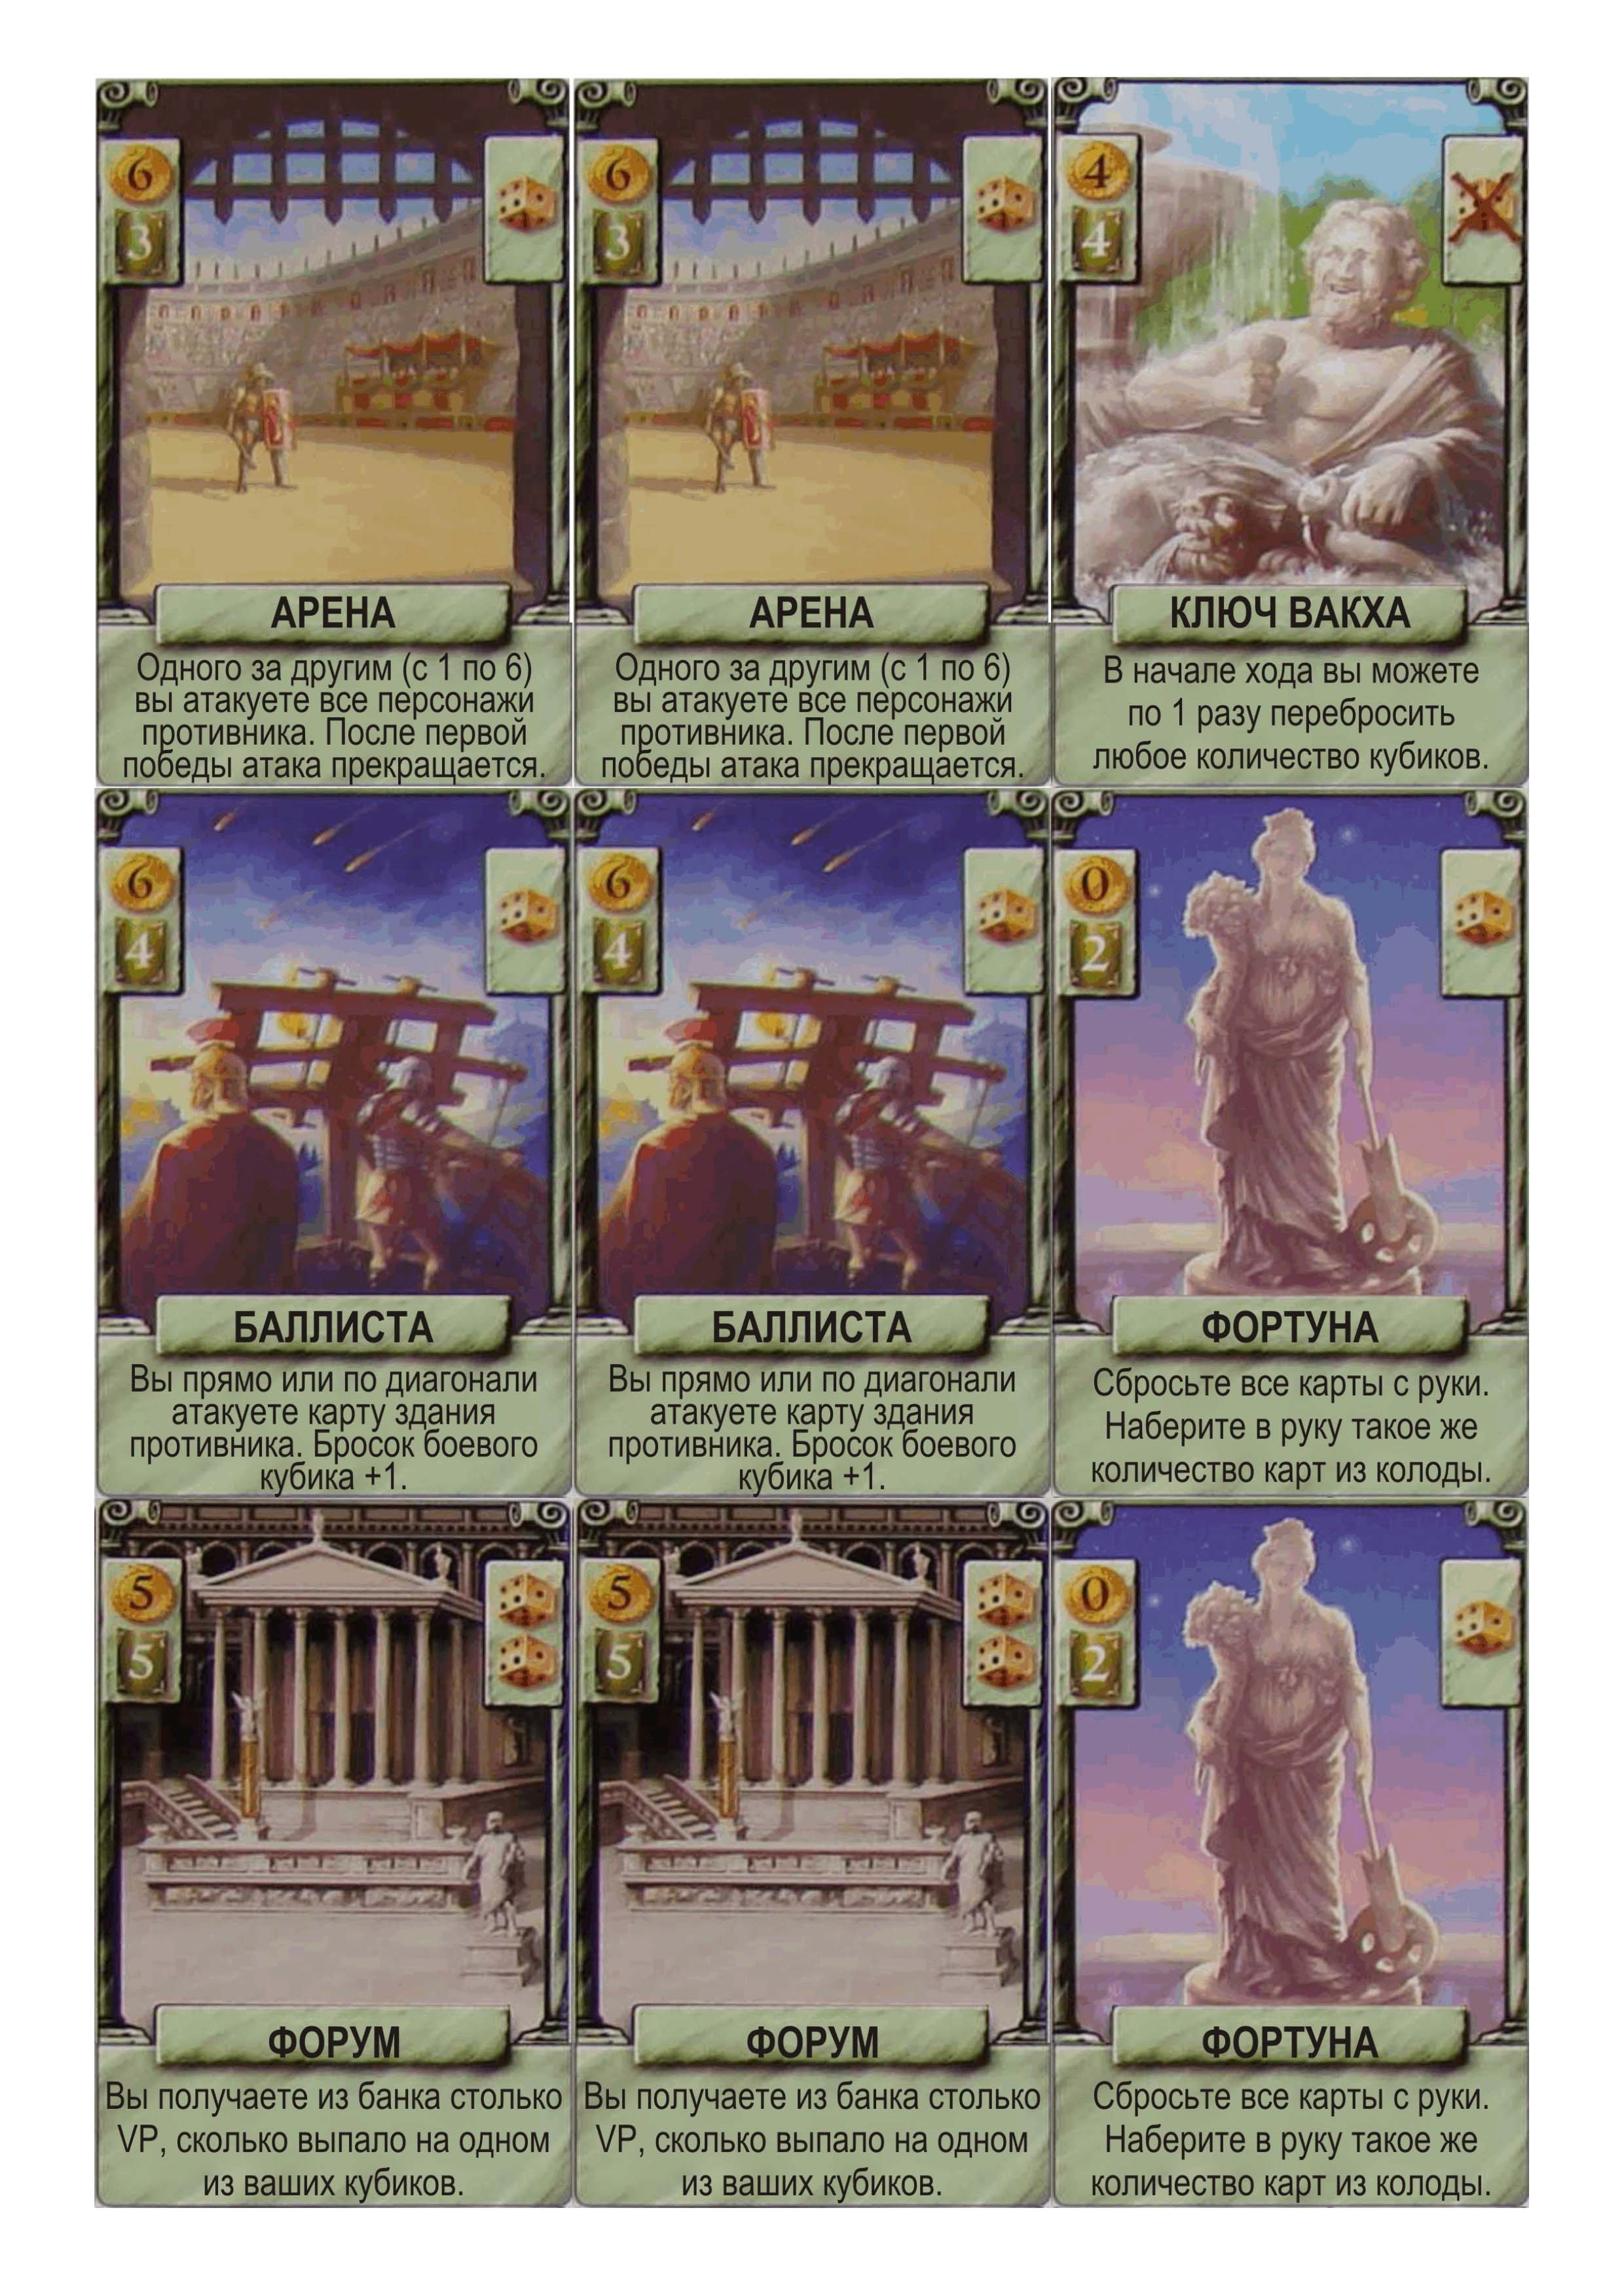 6
3
АРЕНА
Одного за другим (с 1 по 6)
вы атакуете все персонажи
противника. После первой
победы атака прекращается.
6
3
АРЕНА
Одного за другим (с 1 по 6)
вы атакуете все персонажи
противника. После первой
победы атака прекращается.
4
4
КЛЮЧ ВАКХА
В начале хода вы можете
по 1 разу перебросить
любое количество кубиков.
6
4
БАЛЛИСТА
Вы прямо или по диагонали
атакуете карту здания
противника. Бросок боевого
кубика +1.
6
4
БАЛЛИСТА
Вы прямо или по диагонали
атакуете карту здания
противника. Бросок боевого
кубика +1.
0
2
ФОРТУНА
Сбросьте все карты с руки.
Наберите в руку такое же
количество карт из колоды.
5
5
ФОРУМ
Вы получаете из банка столько
VP, сколько выпало на одном
из ваших кубиков.
5
5
ФОРУМ
Вы получаете из банка столько
VP, сколько выпало на одном
из ваших кубиков.
0
2
ФОРТУНА
Сбросьте все карты с руки.
Наберите в руку такое же
количество карт из колоды.